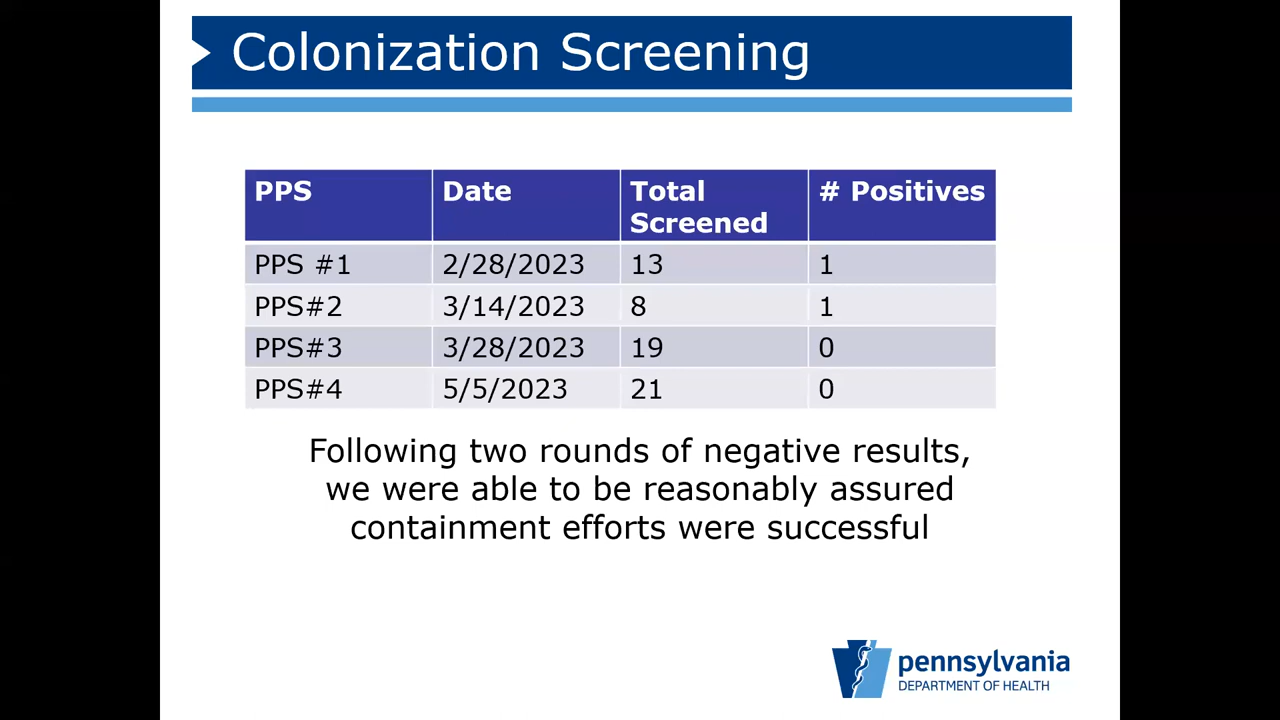 Colonization Screening
PPS Date Total Screened # Positives
PPS #1 2/28/2023 13 1
PPS#2 3/14/2023 8 1
PPS#3 3/28/2023 19 0
PPS#4 5/5/2023 21 0
Following two rounds of negative results,
we were able to be reasonably assured
containment efforts were successful
pennsylvania
DEPARTMENT OF HEALTH